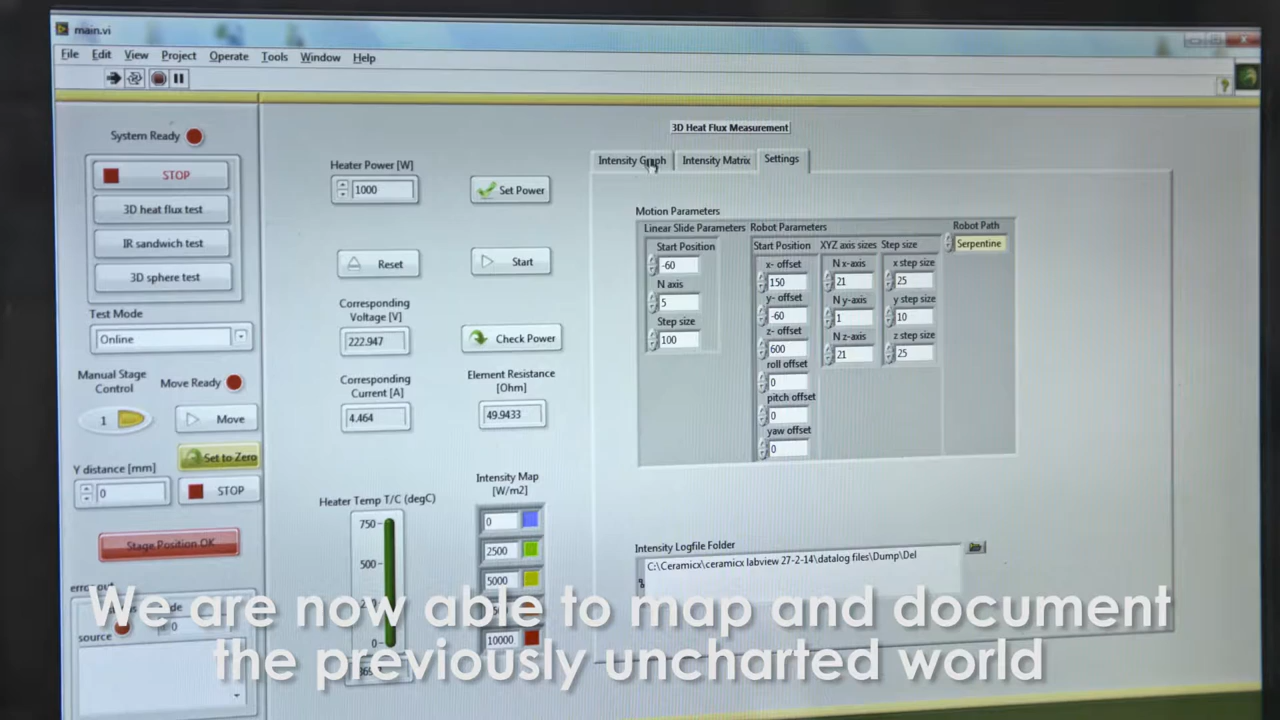 main.vi
File Edit View Project Operate Tools Window Help
System Ready
STOP
3D heat flux test
IR sandwich test
3D sphere test
Test Mode
Online
Manual Stage
Control
Move Ready
1
Move
Set to Zero
Y distance [mm]
0
STOP
Stage Position OK
source
0
Heater Power [W]
1000
Set Power
Reset
Start
Corresponding
Voltage [V]
222.947
Check Power
Corresponding
Current [A]
4.464
Element Resistance
[Ohm]
49.9433
Heater Temp T/C (degC)
750
500
0
Intensity Map
[W/m2]
0
2500
5000
10000
3D Heat Flux Measurement
Intensity Graph Intensity Matrix Settings
Motion Parameters
Linear Slide Parameters
Start Position
-60
N axis
5
Step size
100
Robot Parameters
Start Position
x- offset
150
y- offset
-60
z- offset
600
roll offset
0
pitch offset
0
yaw offset
0
XYZ axis sizes
N x-axis
21
N y-axis
1
N z-axis
21
Step size
x step size
25
y step size
10
z step size
25
Robot Path
Serpentine
Intensity Logfile Folder
C:\Ceramicx\ceramicx labview 27-2-14\datalog files\Dump\Del
We are now able to map and document
the previously uncharted world